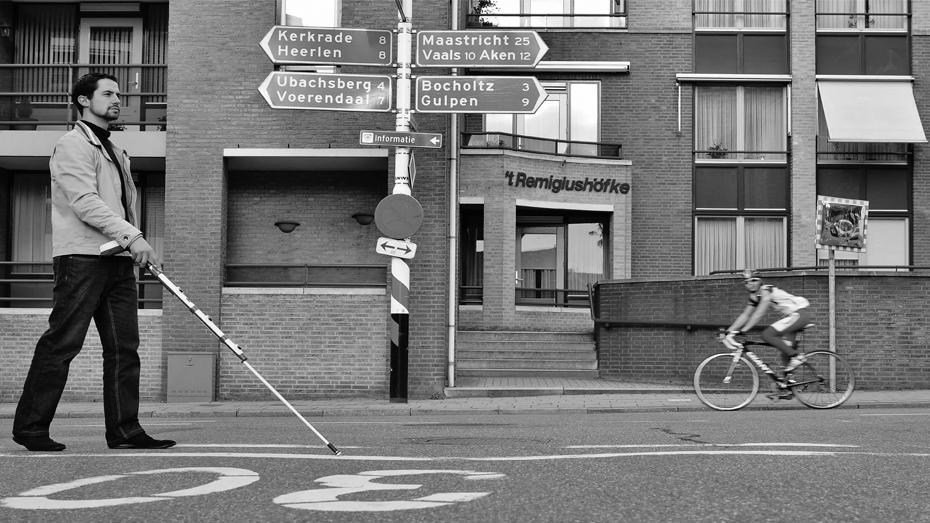 Kerkrade 8
Heerlen 8
Maastricht 25
Vaals 10 Aken 12
Ubachsberg 4
Voerendaal 7
Bocholtz 3
Gulpen 9
Informatie
't Remigiushöfke
30